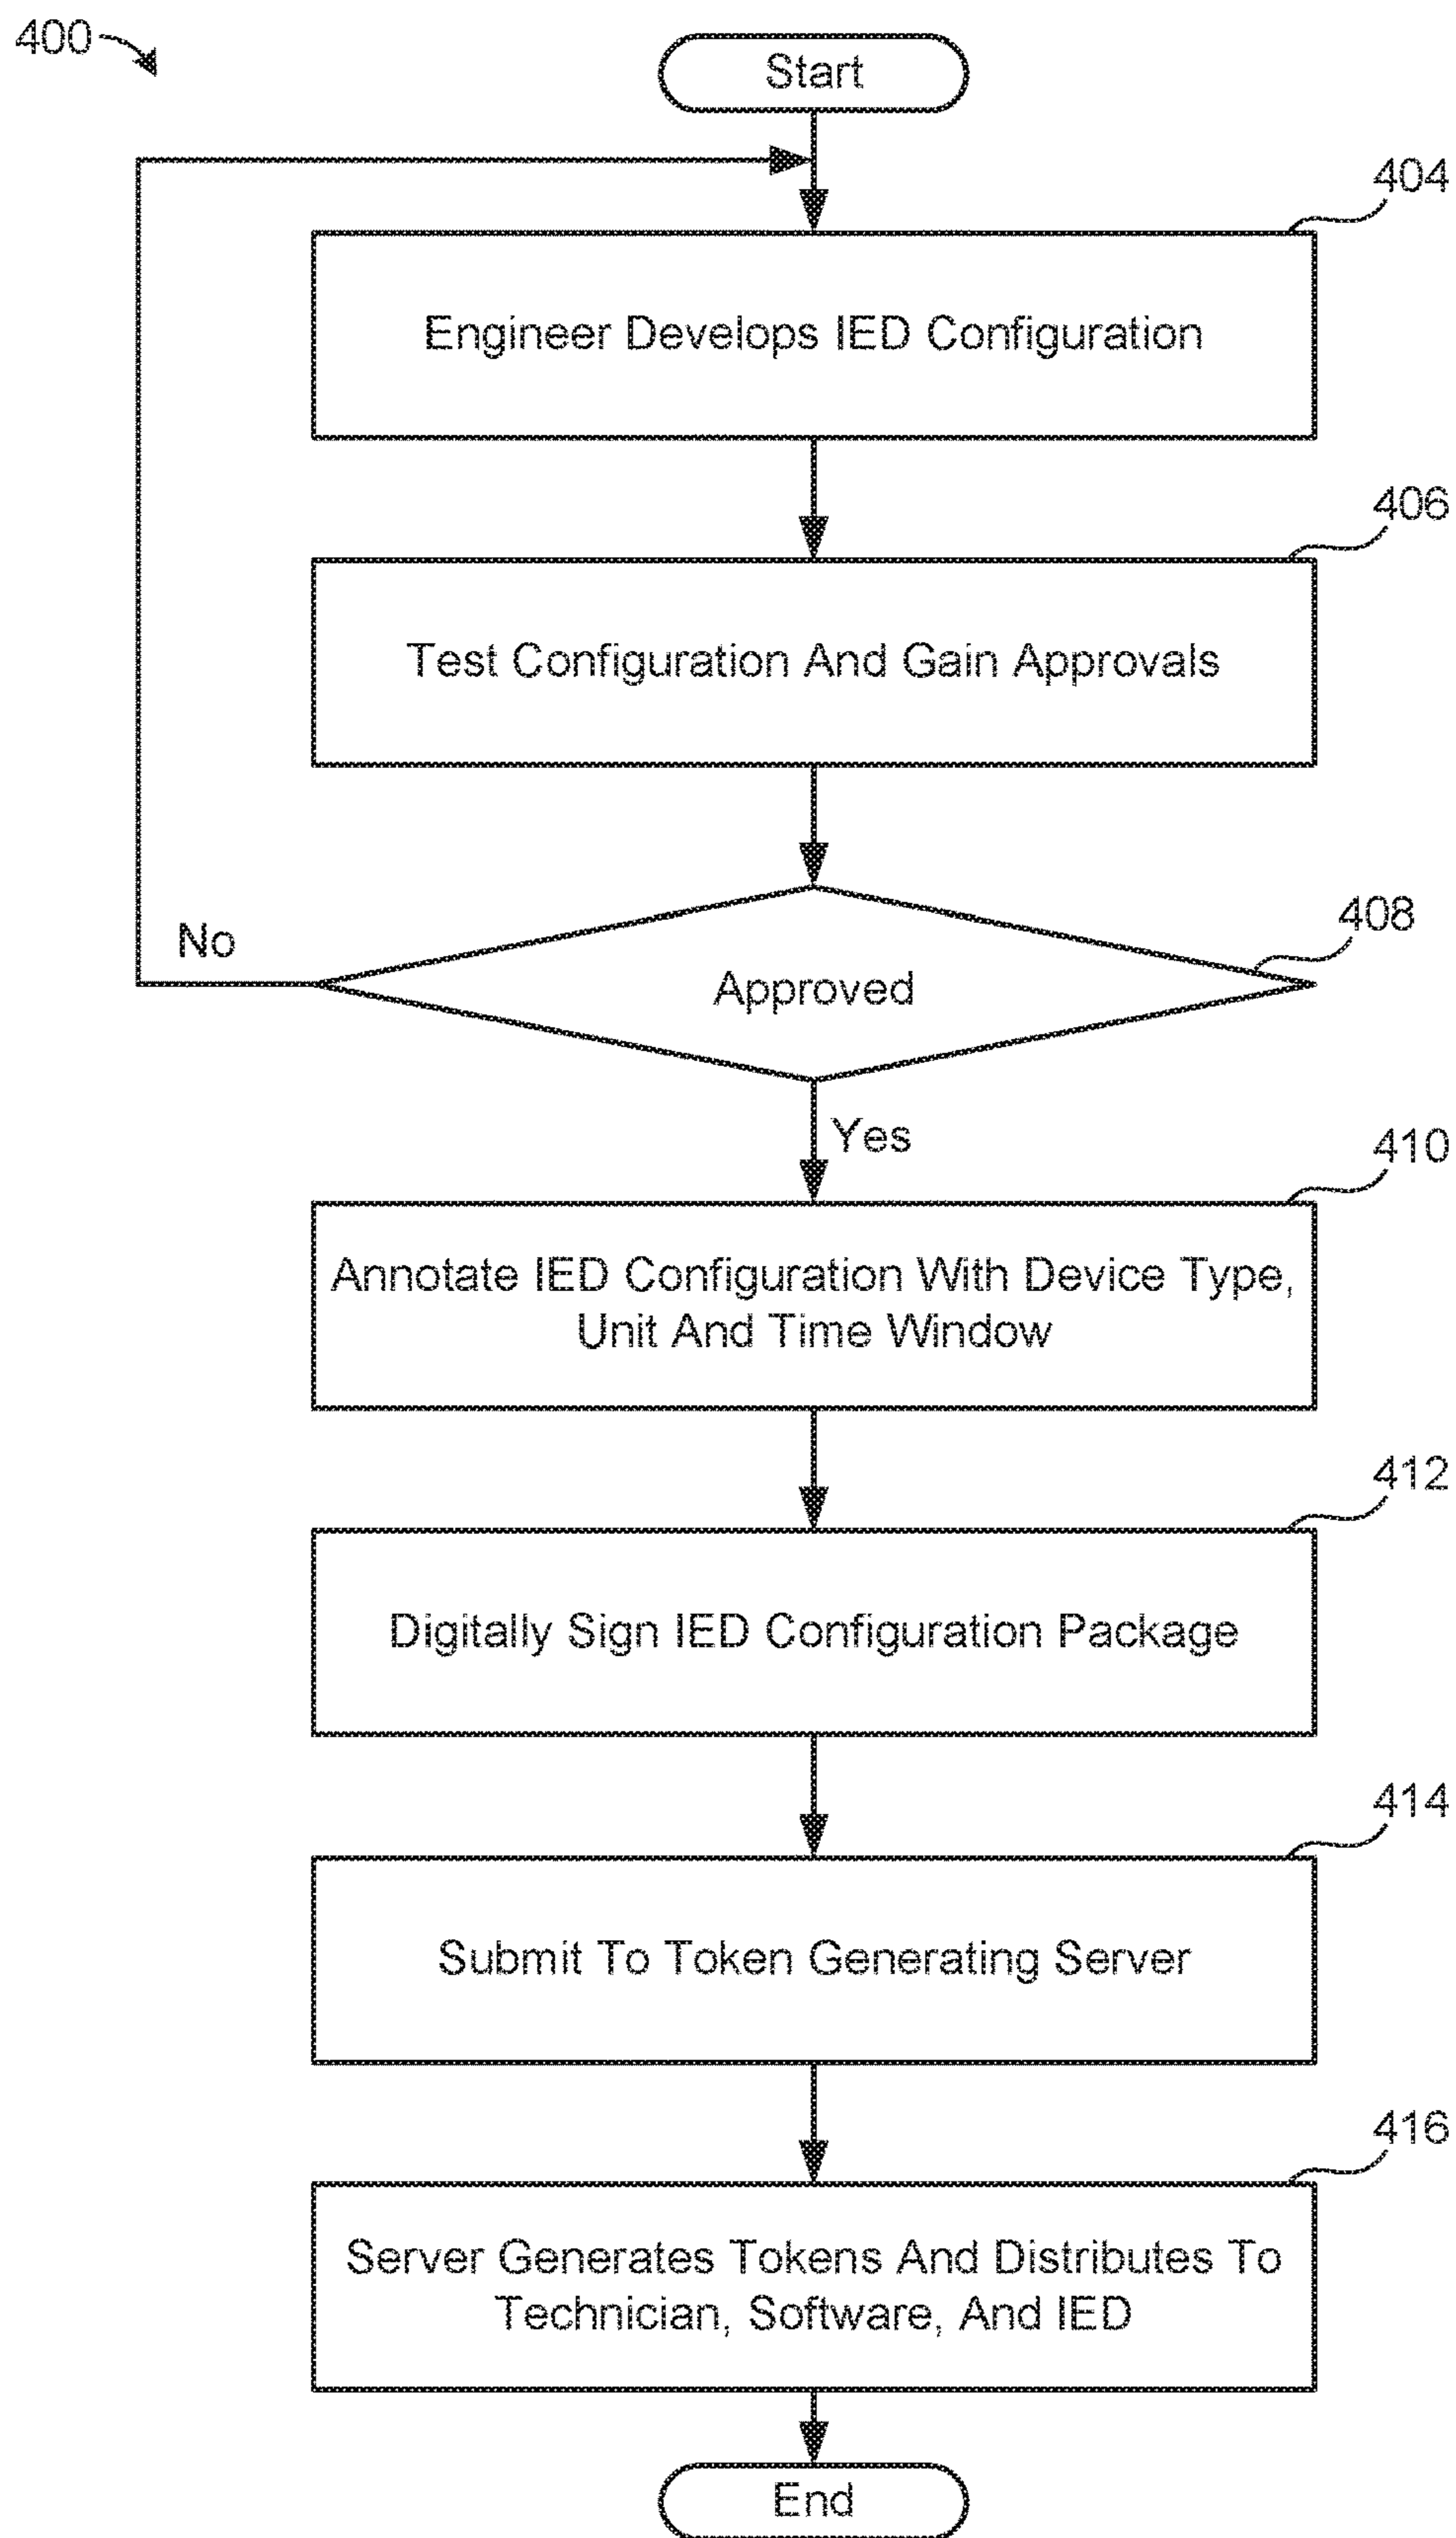 400
Start
404
Engineer Develops IED Configuration
406
Test Configuration And Gain Approvals
408
No
Approved
Yes
410
Annotate IED Configuration With Device Type,
Unit And Time Window
412
Digitally Sign IED Configuration Package
414
Submit To Token Generating Server
416
Server Generates Tokens And Distributes To
Technician, Software, And IED
End